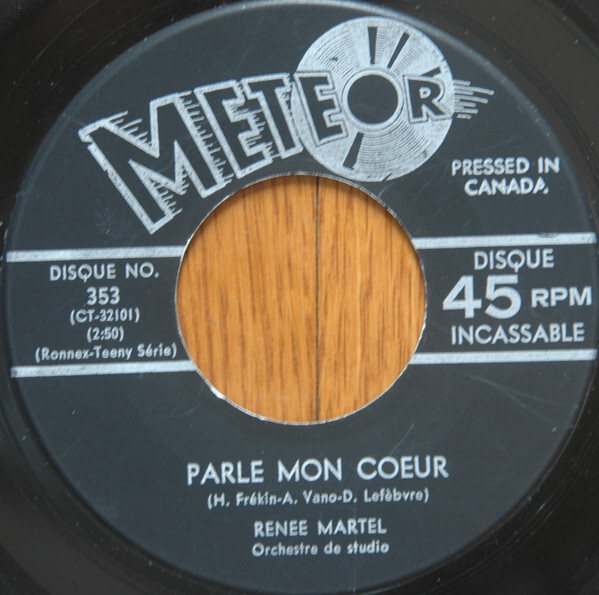 METEOR
PRESSED IN
CANADA
DISQUE NO.
353
(CT-32101)
(2:50)
(Ronnex-Teeny Série)
DISQUE
45 RPM
INCASSABLE
PARLE MON COEUR
(H. Frékin-A. Vano-D. Lefèbvre)
RENEE MARTEL
Orchestre de studio